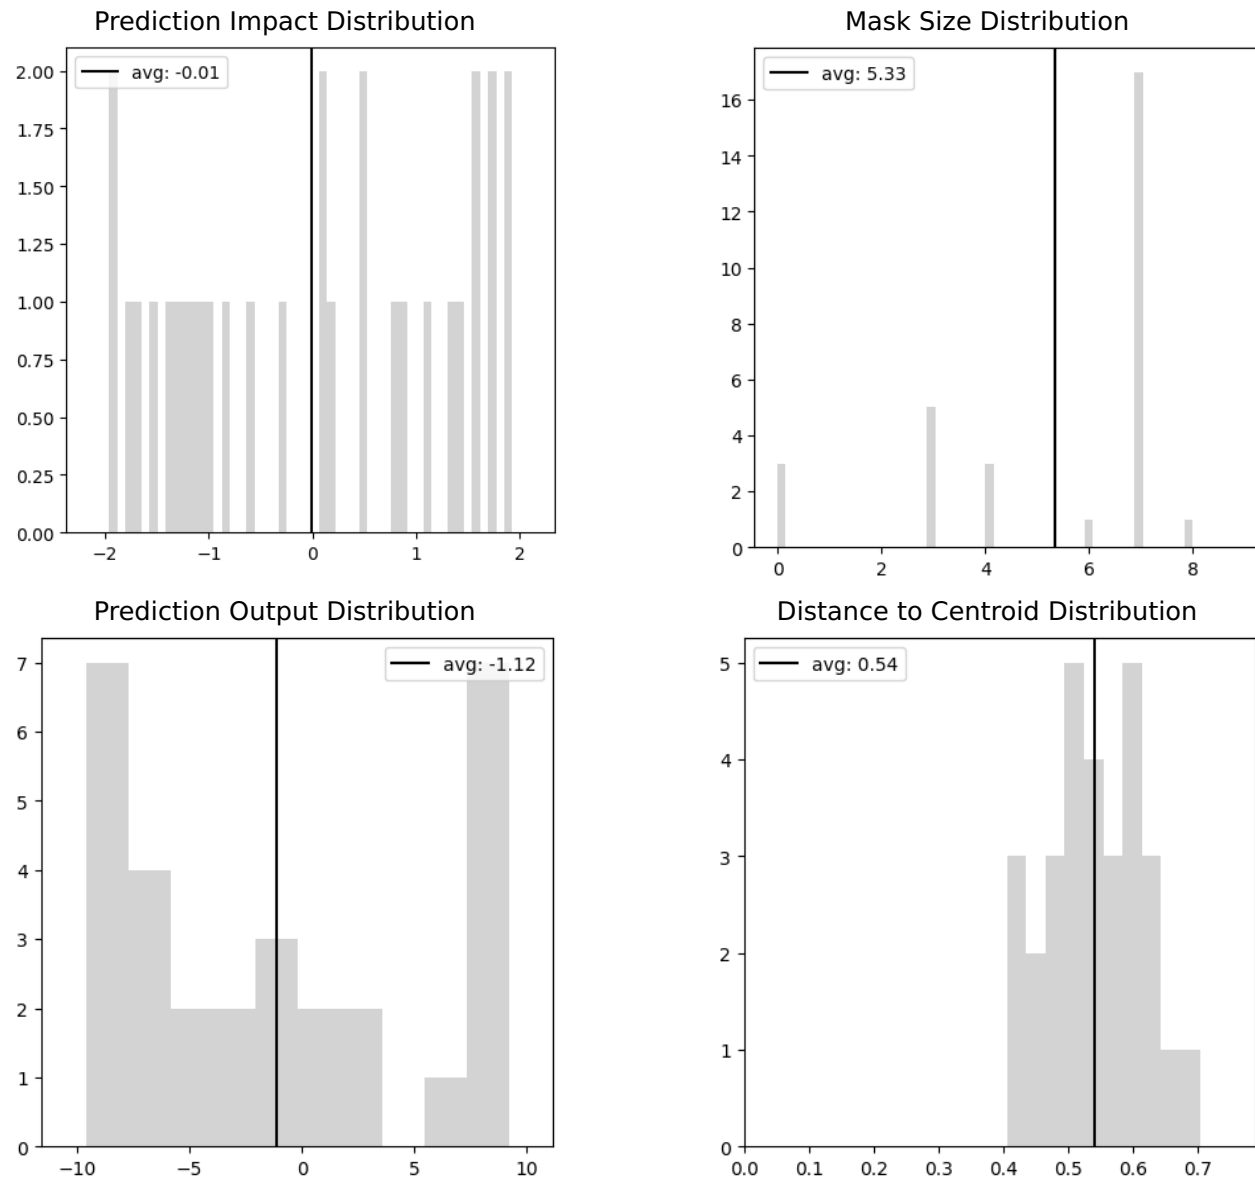 Prediction Impact Distribution
avg: -0.01
2.00
1.75
1.50
1.25
1.00
0.75
0.50
0.25
0.00
−2 −1 0 1 2
Mask Size Distribution
avg: 5.33
16
14
12
10
8
6
4
2
0
0 2 4 6 8
Prediction Output Distribution
avg: -1.12
7
6
5
4
3
2
1
0
−10 −5 0 5 10
Distance to Centroid Distribution
avg: 0.54
5
4
3
2
1
0
0.0 0.1 0.2 0.3 0.4 0.5 0.6 0.7